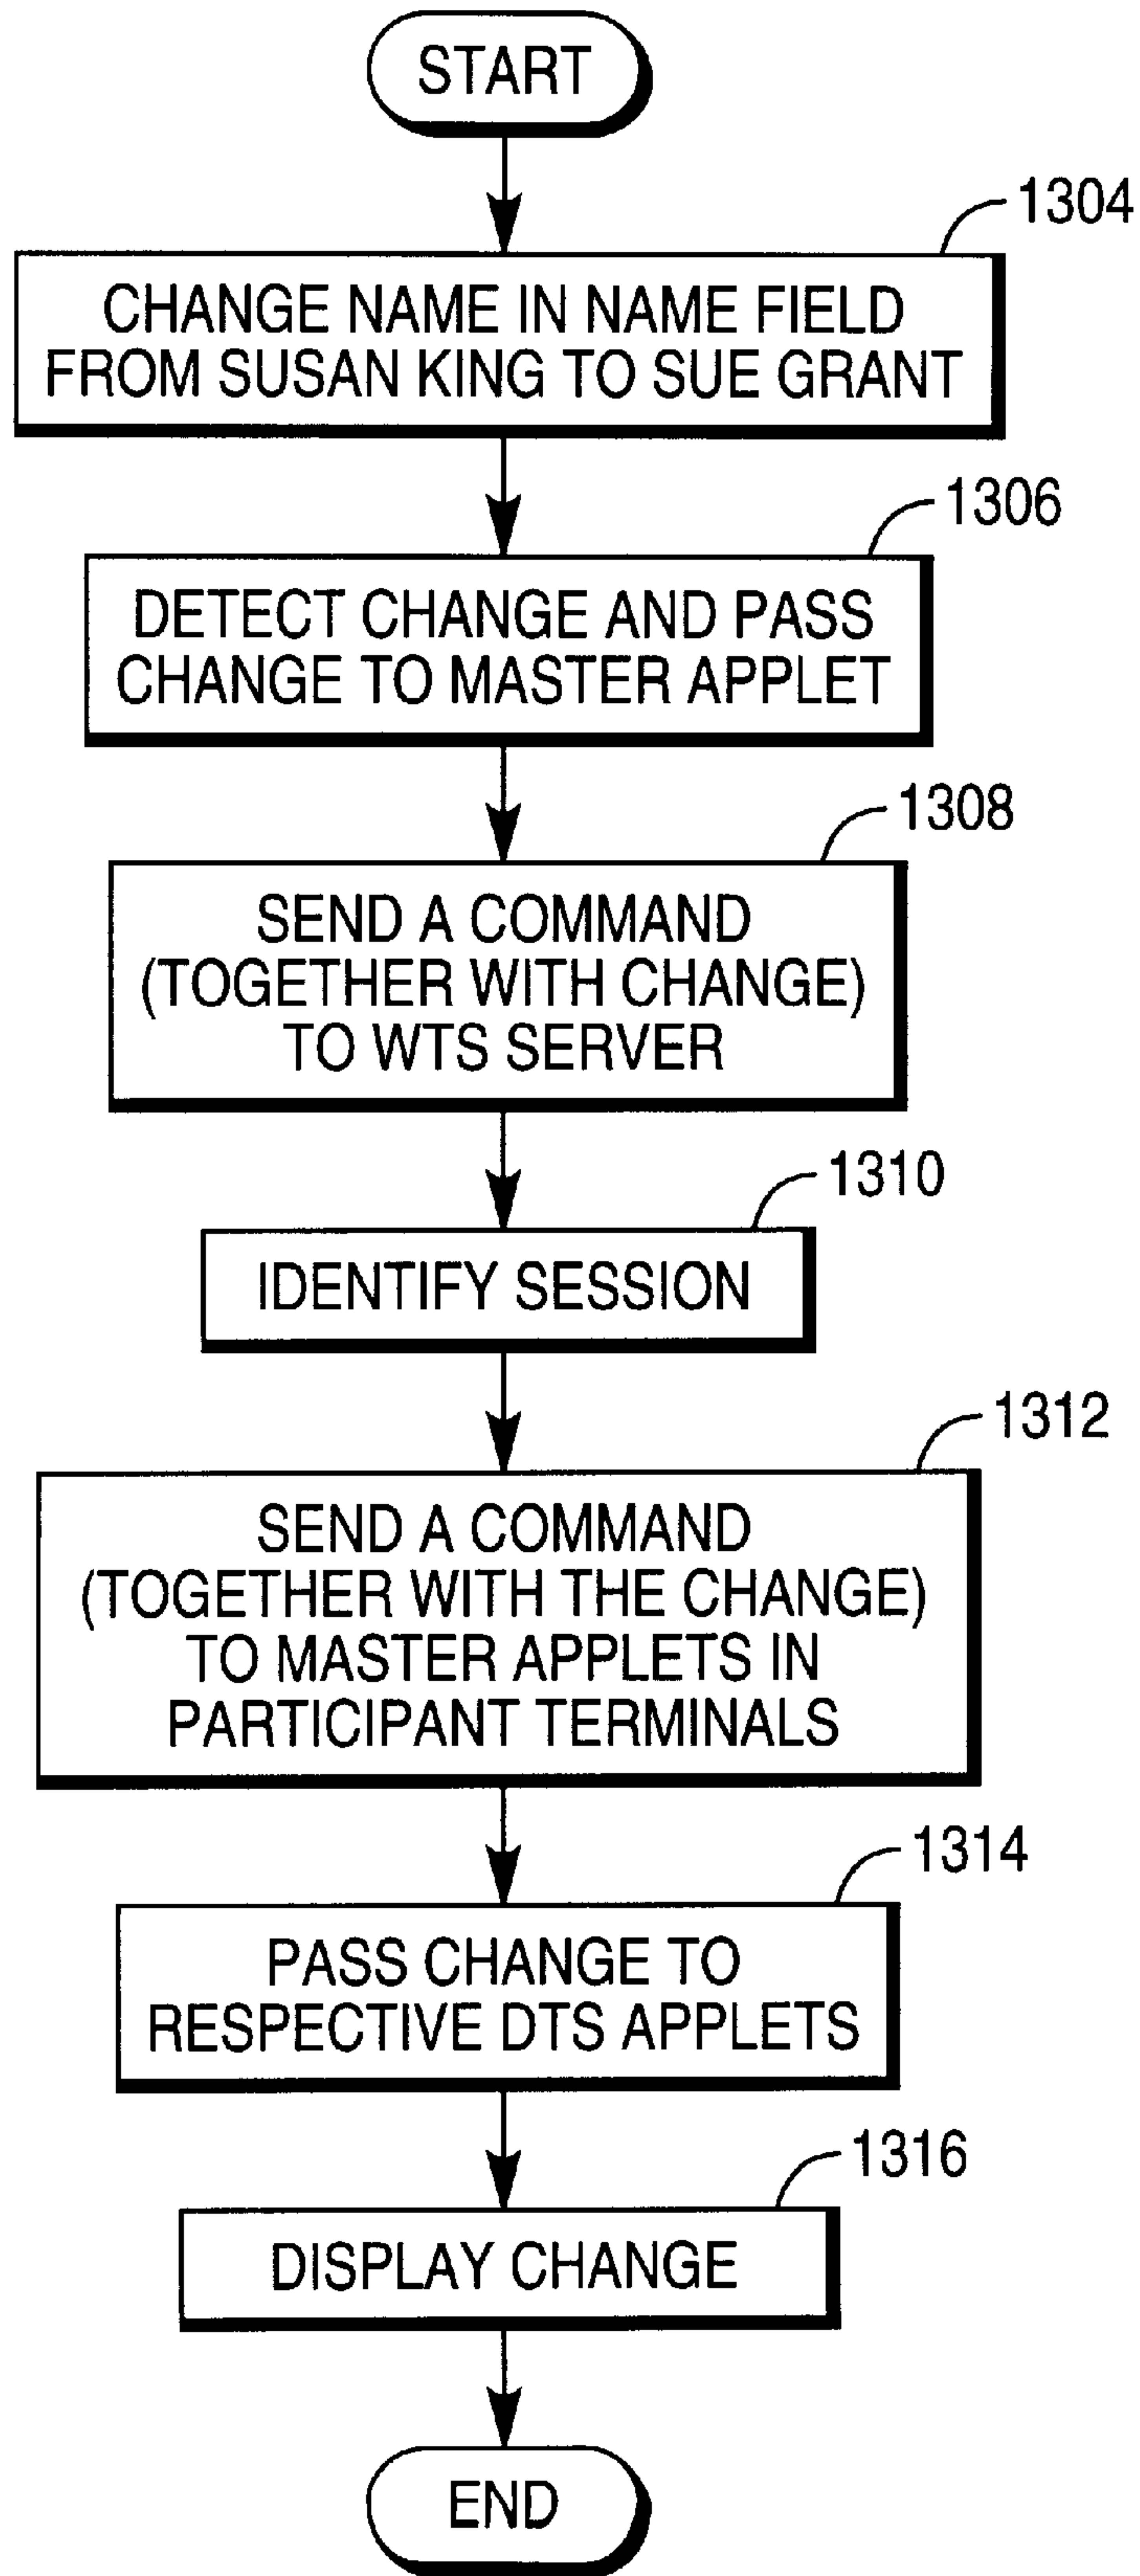 START
1304
CHANGE NAME IN NAME FIELD
FROM SUSAN KING TO SUE GRANT
1306
DETECT CHANGE AND PASS
CHANGE TO MASTER APPLET
1308
SEND A COMMAND
(TOGETHER WITH CHANGE)
TO WTS SERVER
1310
IDENTIFY SESSION
1312
SEND A COMMAND
(TOGETHER WITH THE CHANGE)
TO MASTER APPLETS IN
PARTICIPANT TERMINALS
1314
PASS CHANGE TO
RESPECTIVE DTS APPLETS
1316
DISPLAY CHANGE
END